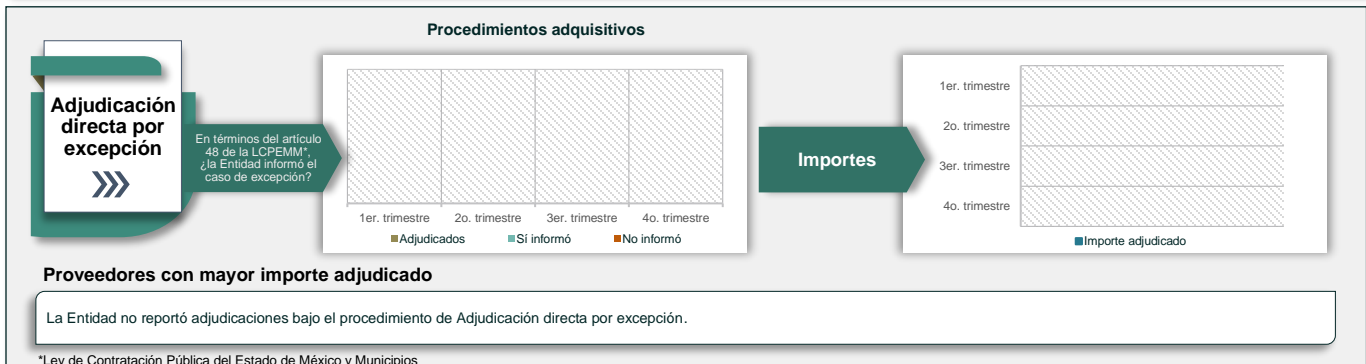 Procedimientos adquisitivos
Adjudicación
directa por
excepción
En términos del artículo
48 de la LCPEMM*,
¿la Entidad informó el
caso de excepción?
1er. trimestre 2o. trimestre 3er. trimestre 4o. trimestre
Adjudicados Sí informó No informó
Importes
1er. trimestre
2o. trimestre
3er. trimestre
4o. trimestre
Importe adjudicado
Proveedores con mayor importe adjudicado
La Entidad no reportó adjudicaciones bajo el procedimiento de Adjudicación directa por excepción.
*Ley de Contratación Pública del Estado de México y Municipios